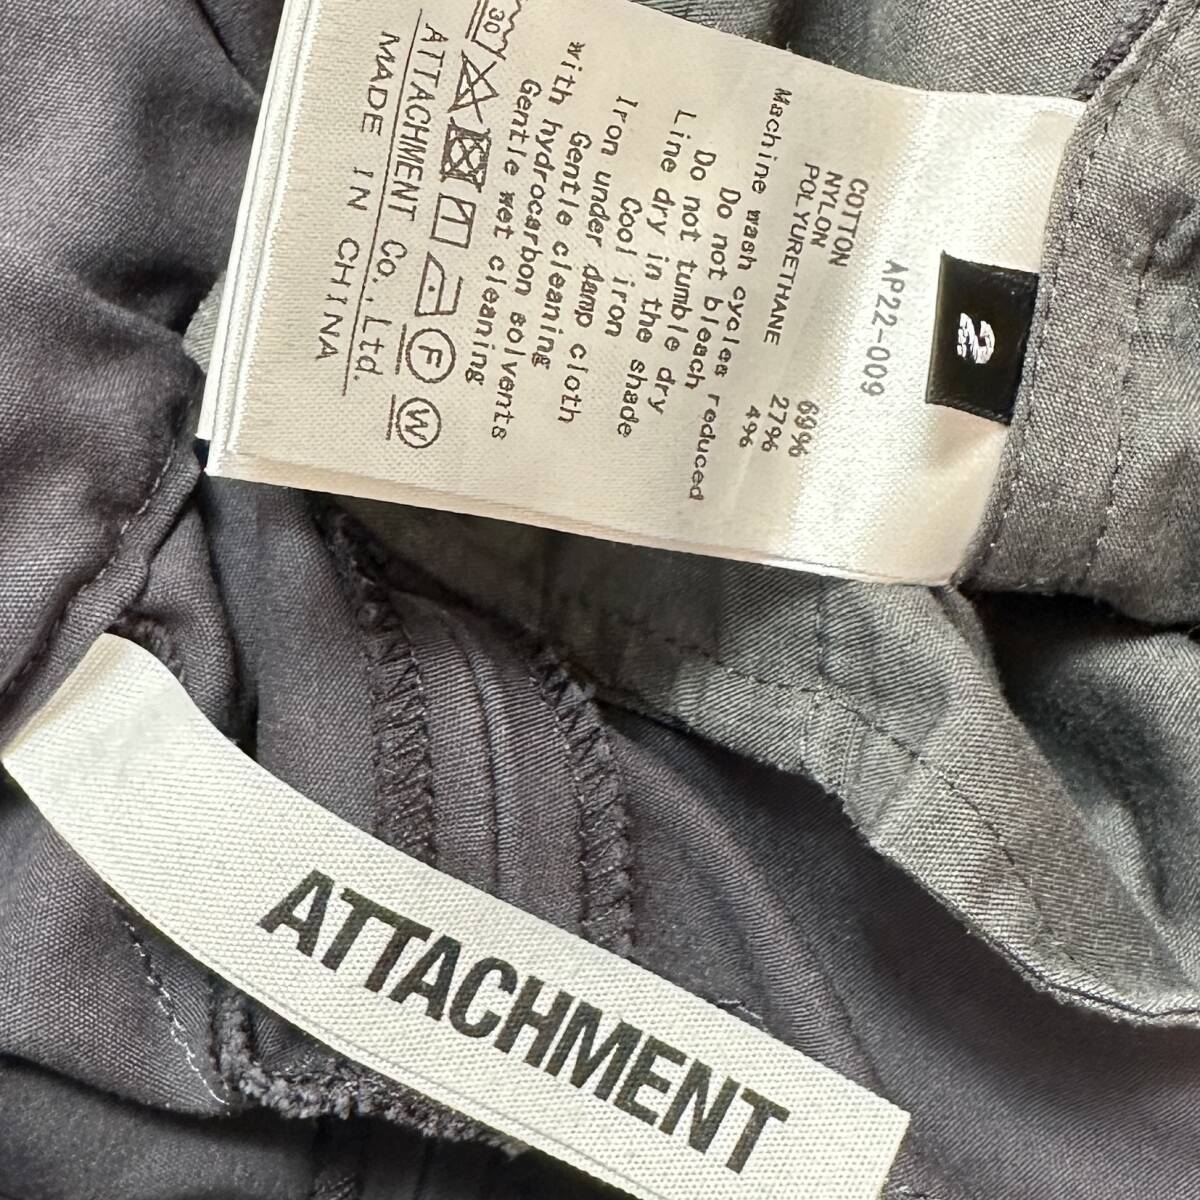 2
AP22-009
COTTON 69%
NYLON 27%
POLYURETHANE 4%
Machine wash cycles reduced
Do not bleach
Do not tumble dry
Line dry in the shade
Cool iron
Iron under damp cloth
Gentle cleaning
with hydrocarbon solvents
Gentle wet cleaning
30
F W
ATTACHMENT Co.,Ltd.
MADE IN CHINA
ATTACHMENT